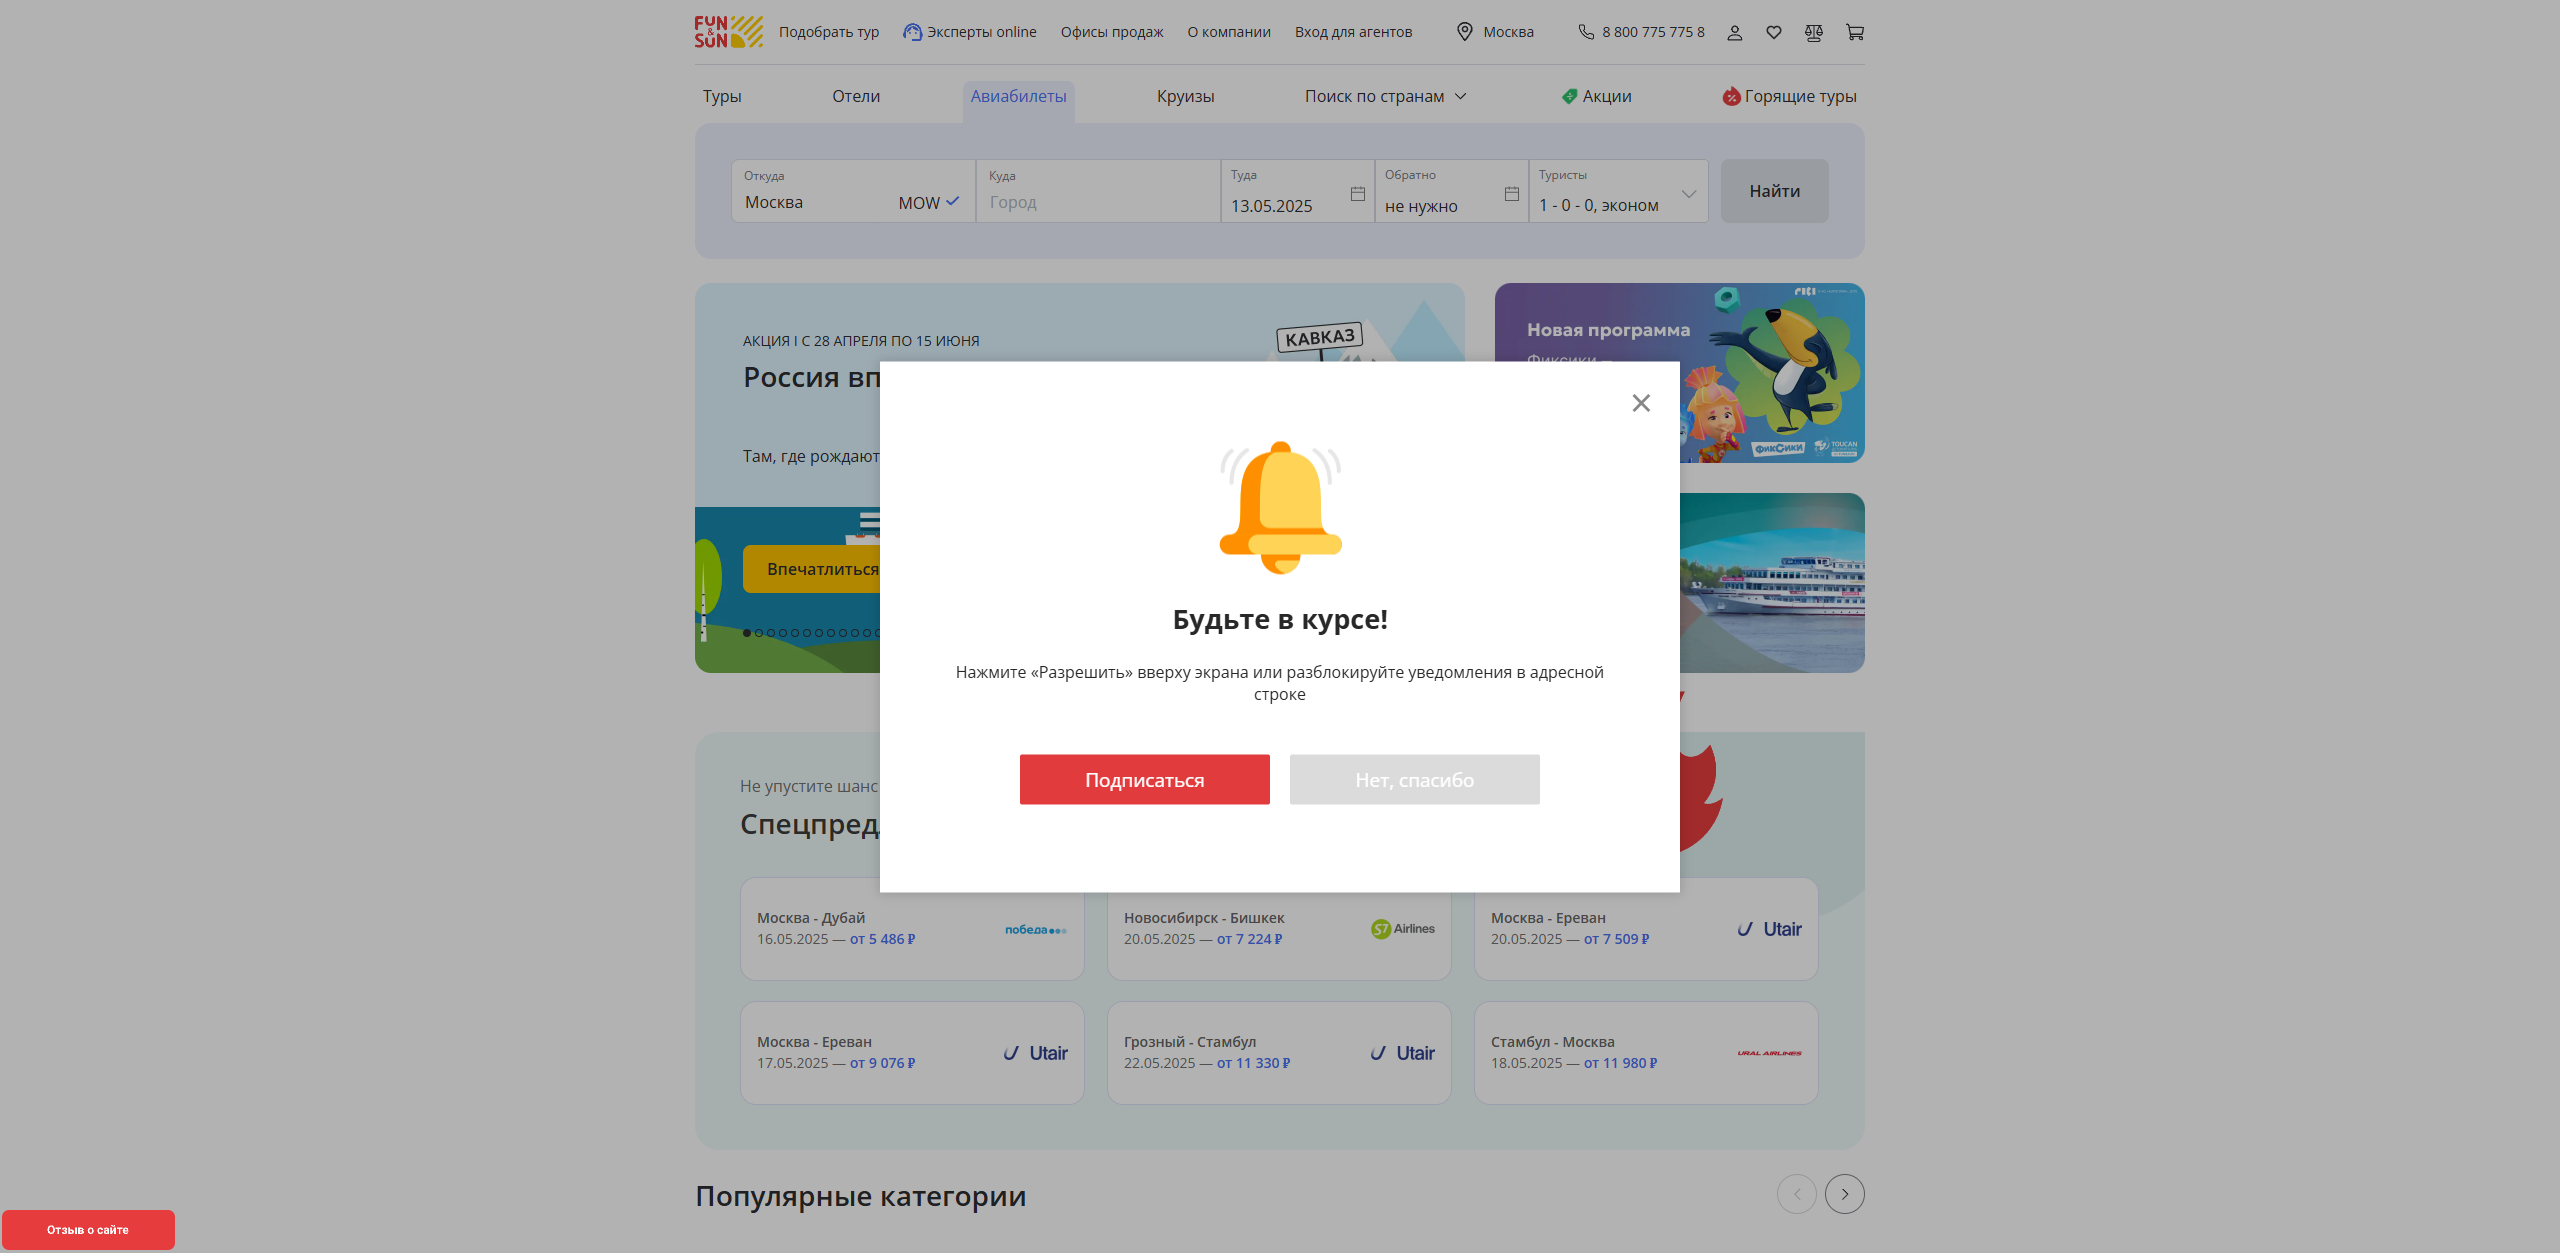 FUN & SUN
Подобрать тур
Эксперты online
Офисы продаж
О компании
Вход для агентов
Москва
8 800 775 775 8
Туры
Отели
Авиабилеты
Круизы
Поиск по странам
Акции
Горящие туры
Откуда
Москва MOW
Куда
Город
Туда
13.05.2025
Обратно
не нужно
Туристы
1 - 0 - 0, эконом
Найти
АКЦИЯ I С 28 АПРЕЛЯ ПО 15 ИЮНЯ
КАВКАЗ
Россия вп
Там, где рождают
Впечатлиться
Новая программа
Фиксики —
ФИКСИКИ
TOUCAN
Будьте в курсе!
Нажмите «Разрешить» вверху экрана или разблокируйте уведомления в адресной
строке
Подписаться
Нет, спасибо
Не упустите шанс
Спецпред
Москва - Дубай
16.05.2025 — от 5 486 ₽
победа
Новосибирск - Бишкек
20.05.2025 — от 7 224 ₽
S7 Airlines
Москва - Ереван
20.05.2025 — от 7 509 ₽
Utair
Москва - Ереван
17.05.2025 — от 9 076 ₽
Utair
Грозный - Стамбул
22.05.2025 — от 11 330 ₽
Utair
Стамбул - Москва
18.05.2025 — от 11 980 ₽
URAL AIRLINES
Популярные категории
Отзыв о сайте